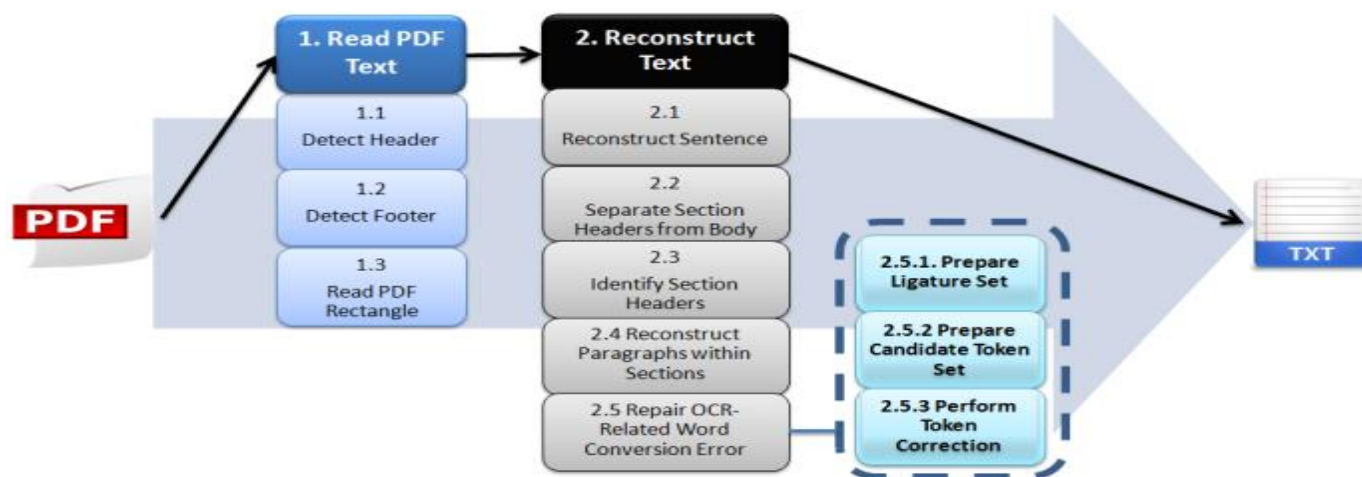 PDF
1. Read PDF
Text
1.1
Detect Header
1.2
Detect Footer
1.3
Read PDF
Rectangle
2. Reconstruct
Text
2.1
Reconstruct Sentence
2.2
Separate Section
Headers from Body
2.3
Identify Section
Headers
2.4 Reconstruct
Paragraphs within
Sections
2.5 Repair OCR-
Related Word
Conversion Error
2.5.1. Prepare
Ligature Set
2.5.2 Prepare
Candidate Token
Set
2.5.3 Perform
Token
Correction
TXT